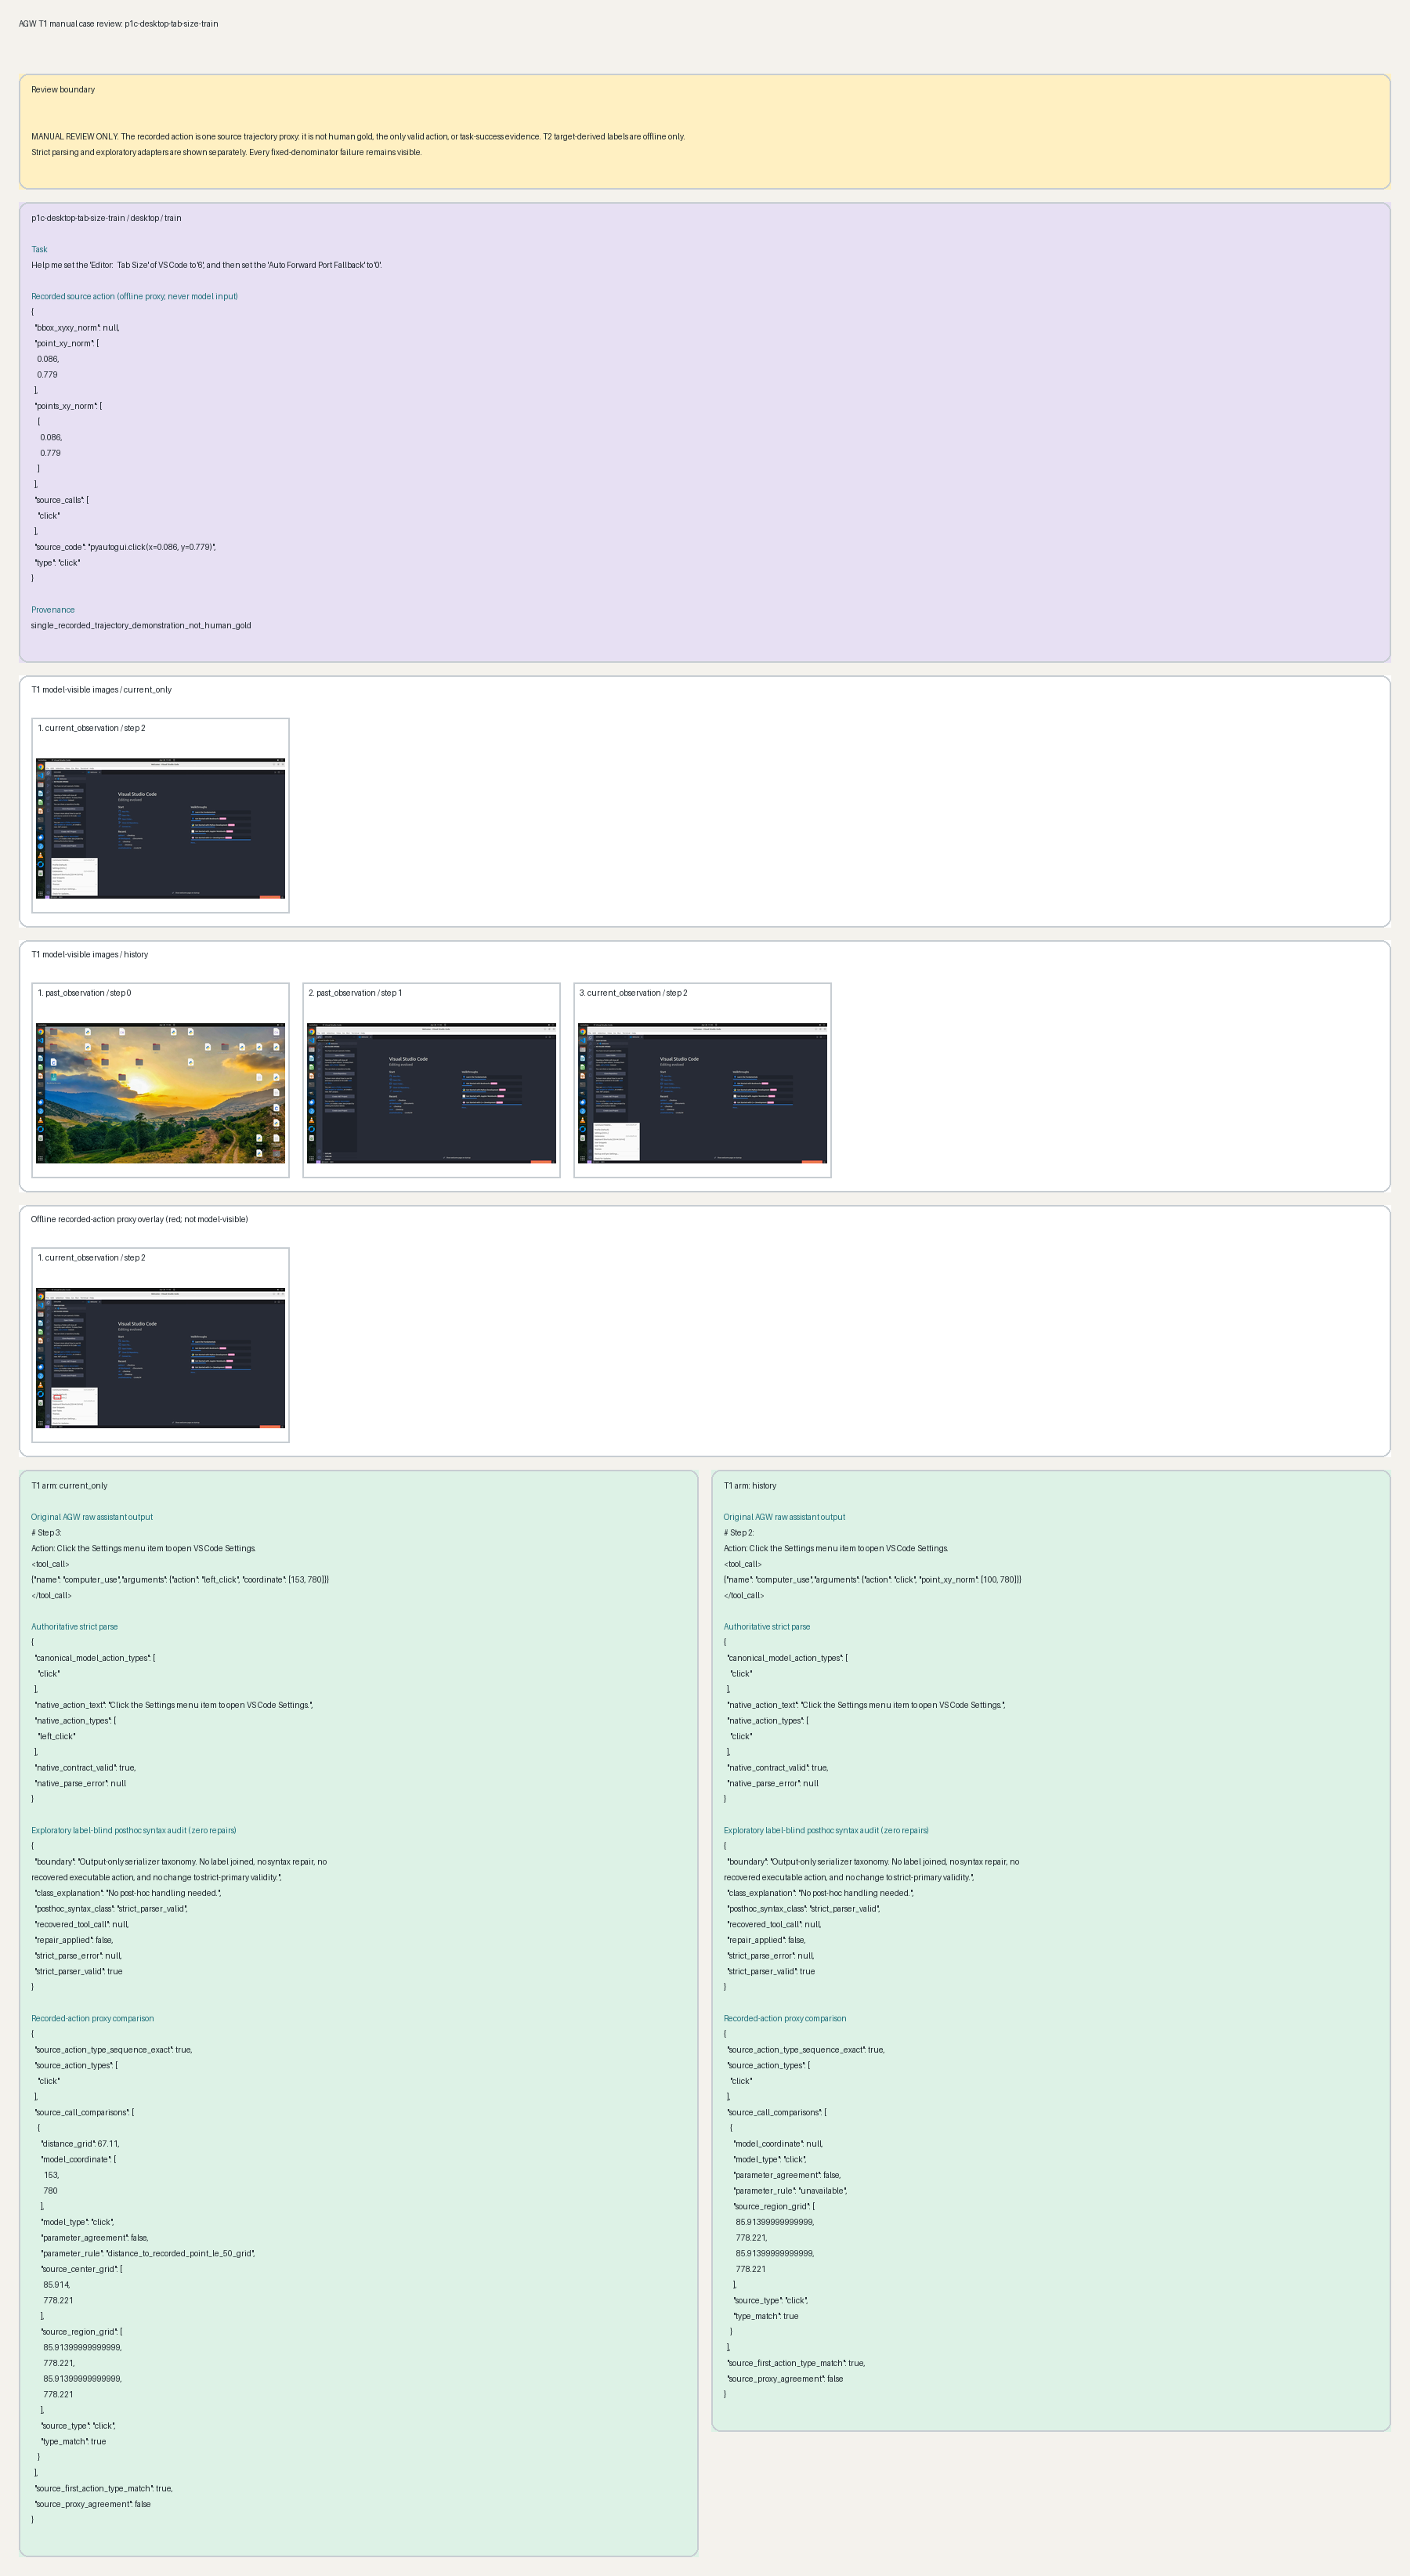 AGW T1 manual case review: p1c-desktop-tab-size-train
Review boundary
MANUAL REVIEW ONLY. The recorded action is one source trajectory proxy: it is not human gold, the only valid action, or task-success evidence. T2 target-derived labels are offline only.
Strict parsing and exploratory adapters are shown separately. Every fixed-denominator failure remains visible.
p1c-desktop-tab-size-train / desktop / train
Task
Help me set the 'Editor:  Tab Size' of VS Code to '6', and then set the 'Auto Forward Port Fallback' to '0'.
Recorded source action (offline proxy; never model input)
{
"bbox_xyxy_norm": null,
"point_xy_norm": [
0.086,
0.779
],
"points_xy_norm": [
[
0.086,
0.779
]
],
"source_calls": [
"click"
],
"source_code": "pyautogui.click(x=0.086, y=0.779)",
"type": "click"
}
Provenance
single_recorded_trajectory_demonstration_not_human_gold
T1 model-visible images / current_only
1. current_observation / step 2
Visual Studio Code
Editing evolved
T1 model-visible images / history
1. past_observation / step 0
2. past_observation / step 1
3. current_observation / step 2
Visual Studio Code
Editing evolved
Visual Studio Code
Editing evolved
Offline recorded-action proxy overlay (red; not model-visible)
1. current_observation / step 2
Visual Studio Code
Editing evolved
T1 arm: current_only
Original AGW raw assistant output
# Step 3:
Action: Click the Settings menu item to open VS Code Settings.
<tool_call>
{"name": "computer_use", "arguments": {"action": "left_click", "coordinate": [153, 780]}}
</tool_call>
Authoritative strict parse
{
"canonical_model_action_types": [
"click"
],
"native_action_text": "Click the Settings menu item to open VS Code Settings.",
"native_action_types": [
"left_click"
],
"native_contract_valid": true,
"native_parse_error": null
}
Exploratory label-blind posthoc syntax audit (zero repairs)
{
"boundary": "Output-only serializer taxonomy. No label joined, no syntax repair, no
recovered executable action, and no change to strict-primary validity.",
"class_explanation": "No post-hoc handling needed.",
"posthoc_syntax_class": "strict_parser_valid",
"recovered_tool_call": null,
"repair_applied": false,
"strict_parse_error": null,
"strict_parser_valid": true
}
Recorded-action proxy comparison
{
"source_action_type_sequence_exact": true,
"source_action_types": [
"click"
],
"source_call_comparisons": [
{
"distance_grid": 67.11,
"model_coordinate": [
153,
780
],
"model_type": "click",
"parameter_agreement": false,
"parameter_rule": "distance_to_recorded_point_le_50_grid",
"source_center_grid": [
85.914,
778.221
],
"source_region_grid": [
85.91399999999999,
778.221,
85.91399999999999,
778.221
],
"source_type": "click",
"type_match": true
}
],
"source_first_action_type_match": true,
"source_proxy_agreement": false
}
T1 arm: history
Original AGW raw assistant output
# Step 2:
Action: Click the Settings menu item to open VS Code Settings.
<tool_call>
{"name": "computer_use", "arguments": {"action": "click", "point_xy_norm": [100, 780]}}
</tool_call>
Authoritative strict parse
{
"canonical_model_action_types": [
"click"
],
"native_action_text": "Click the Settings menu item to open VS Code Settings.",
"native_action_types": [
"click"
],
"native_contract_valid": true,
"native_parse_error": null
}
Exploratory label-blind posthoc syntax audit (zero repairs)
{
"boundary": "Output-only serializer taxonomy. No label joined, no syntax repair, no
recovered executable action, and no change to strict-primary validity.",
"class_explanation": "No post-hoc handling needed.",
"posthoc_syntax_class": "strict_parser_valid",
"recovered_tool_call": null,
"repair_applied": false,
"strict_parse_error": null,
"strict_parser_valid": true
}
Recorded-action proxy comparison
{
"source_action_type_sequence_exact": true,
"source_action_types": [
"click"
],
"source_call_comparisons": [
{
"model_coordinate": null,
"model_type": "click",
"parameter_agreement": false,
"parameter_rule": "unavailable",
"source_region_grid": [
85.91399999999999,
778.221,
85.91399999999999,
778.221
],
"source_type": "click",
"type_match": true
}
],
"source_first_action_type_match": true,
"source_proxy_agreement": false
}